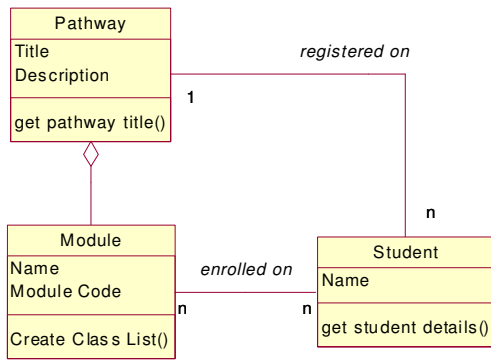 Pathway
Title
Description
get pathway title()
registered on
1
n
Module
Name
Module Code
Create Class List()
enrolled on
n
n
Student
Name
get student details()